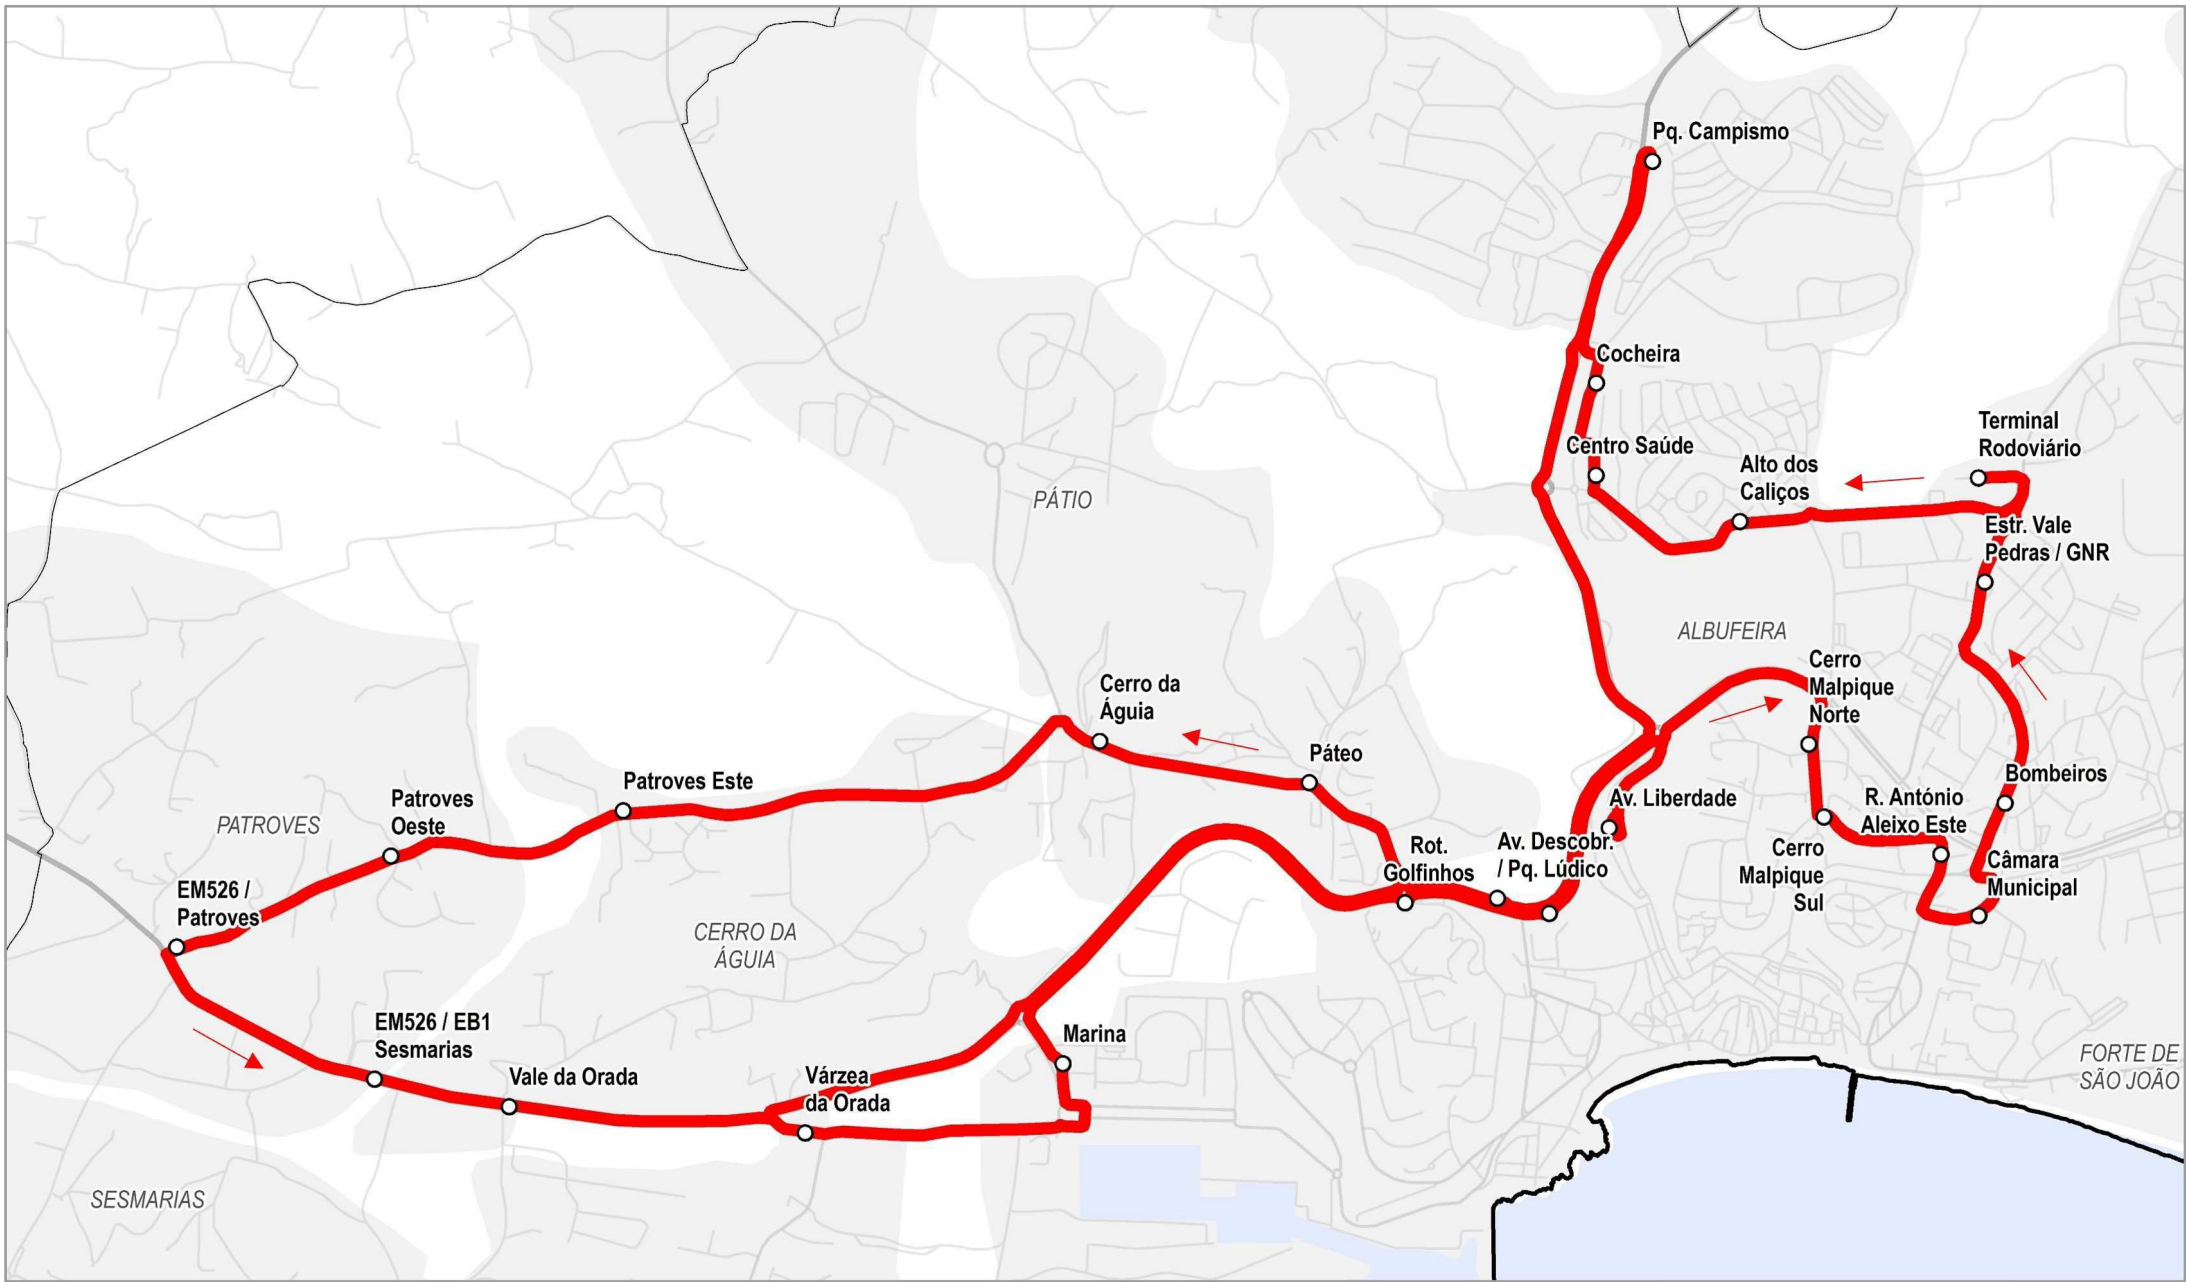 Pq. Campismo
Cocheira
Centro Saúde
Alto dos
Caliços
Terminal
Rodoviário
Estr. Vale
Pedras / GNR
PÁTIO
ALBUFEIRA
Cerro
Malpique
Norte
Cerro da
Águia
Páteo
Patroves Este
Patroves
Oeste
PATROVES
EM526 /
Patroves
Av. Liberdade
Bombeiros
R. António
Aleixo Este
Rot.
Golfinhos
Av. Descobr.
/ Pq. Lúdico
Cerro
Malpique
Sul
Câmara
Municipal
CERRO DA
ÁGUIA
EM526 / EB1
Sesmarias
Vale da Orada
Várzea
da Orada
Marina
FORTE DE
SÃO JOÃO
SESMARIAS